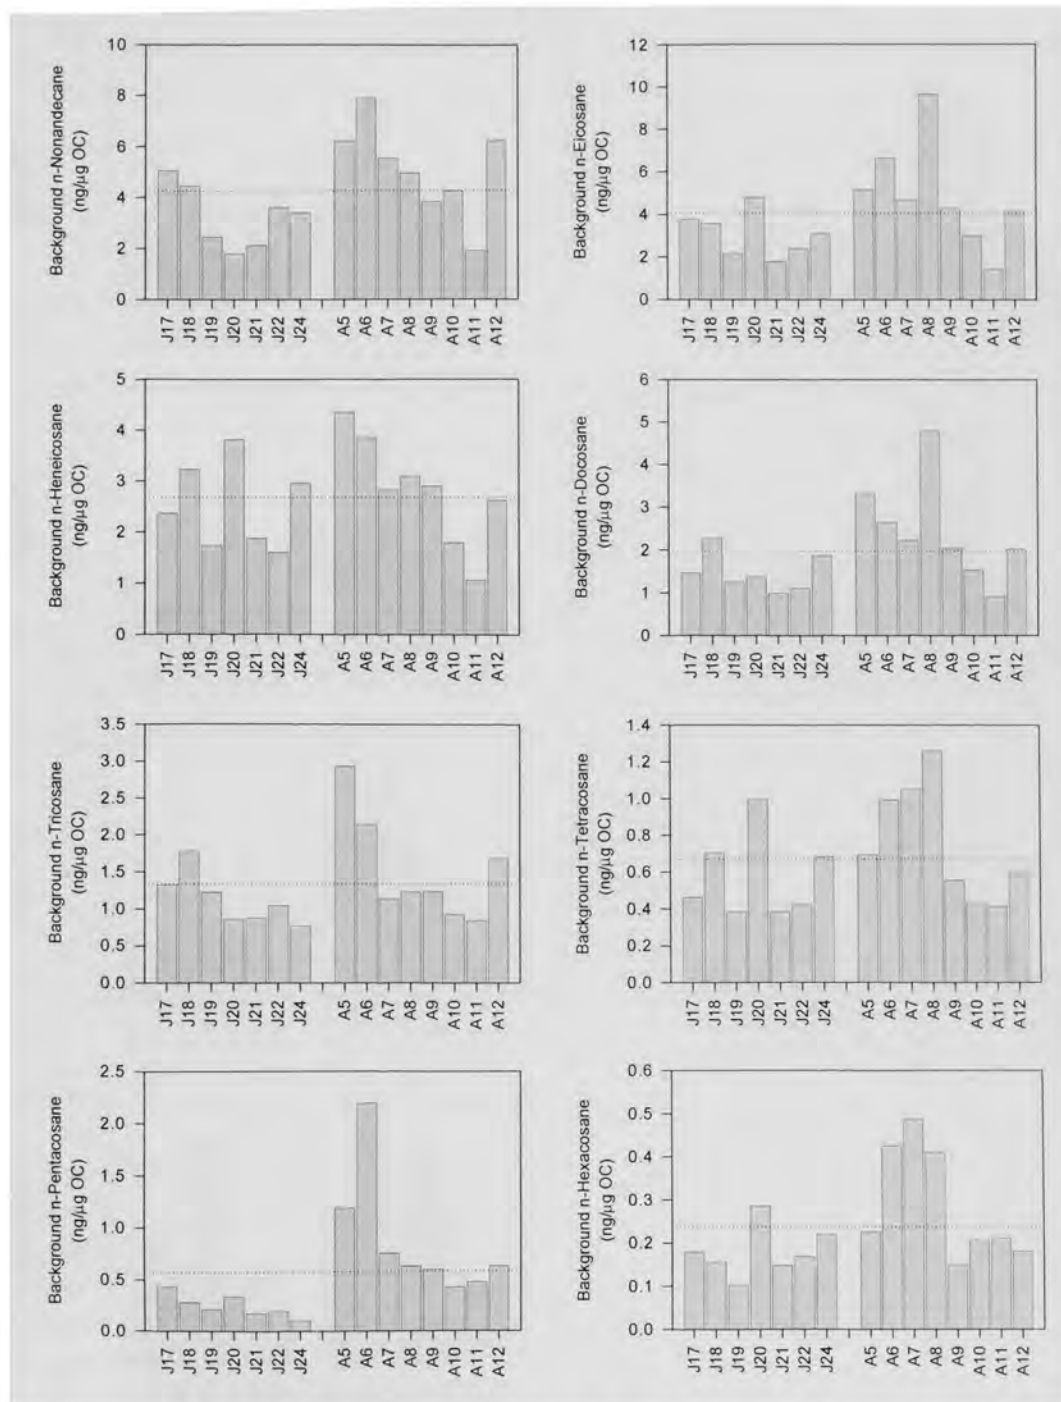 Background n-Nonandecane
(ng/μg OC)
10
8
6
4
2
0
J17 J18 J19 J20 J21 J22 J24 A5 A6 A7 A8 A9 A10 A11 A12
Background n-Eicosane
(ng/μg OC)
12
10
8
6
4
2
0
J17 J18 J19 J20 J21 J22 J24 A5 A6 A7 A8 A9 A10 A11 A12
Background n-Heneicosane
(ng/μg OC)
5
4
3
2
1
0
J17 J18 J19 J20 J21 J22 J24 A5 A6 A7 A8 A9 A10 A11 A12
Background n-Docosane
(ng/μg OC)
6
5
4
3
2
1
0
J17 J18 J19 J20 J21 J22 J24 A5 A6 A7 A8 A9 A10 A11 A12
Background n-Tricosane
(ng/μg OC)
3.5
3.0
2.5
2.0
1.5
1.0
0.5
0.0
J17 J18 J19 J20 J21 J22 J24 A5 A6 A7 A8 A9 A10 A11 A12
Background n-Tetracosane
(ng/μg OC)
1.4
1.2
1.0
0.8
0.6
0.4
0.2
0.0
J17 J18 J19 J20 J21 J22 J24 A5 A6 A7 A8 A9 A10 A11 A12
Background n-Pentacosane
(ng/μg OC)
2.5
2.0
1.5
1.0
0.5
0.0
J17 J18 J19 J20 J21 J22 J24 A5 A6 A7 A8 A9 A10 A11 A12
Background n-Hexacosane
(ng/μg OC)
0.6
0.5
0.4
0.3
0.2
0.1
0.0
J17 J18 J19 J20 J21 J22 J24 A5 A6 A7 A8 A9 A10 A11 A12